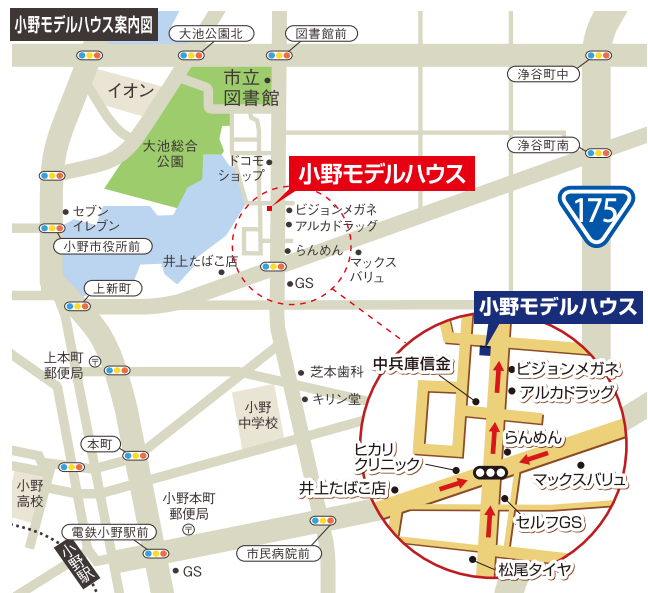 小野モデルハウス案内図
大池公園北
図書館前
浄谷町中
イオン
市立
図書館
大池総合
公園
ドコモ
ショップ
小野モデルハウス
浄谷町南
175
セブン
イレブン
小野市役所前
ビジョンメガネ
アルカドラッグ
らんめん
マックス
バリュ
井上たばこ店
GS
上新町
上本町
郵便局
〒
芝本歯科
キリン堂
小野
中学校
本町
小野
高校
小野本町
郵便局
〒
電鉄小野駅前
市民病院前
小野駅
GS
小野モデルハウス
中兵庫信金
ビジョンメガネ
アルカドラッグ
らんめん
ヒカリ
クリニック
マックスバリュ
井上たばこ店
セルフGS
松尾タイヤ